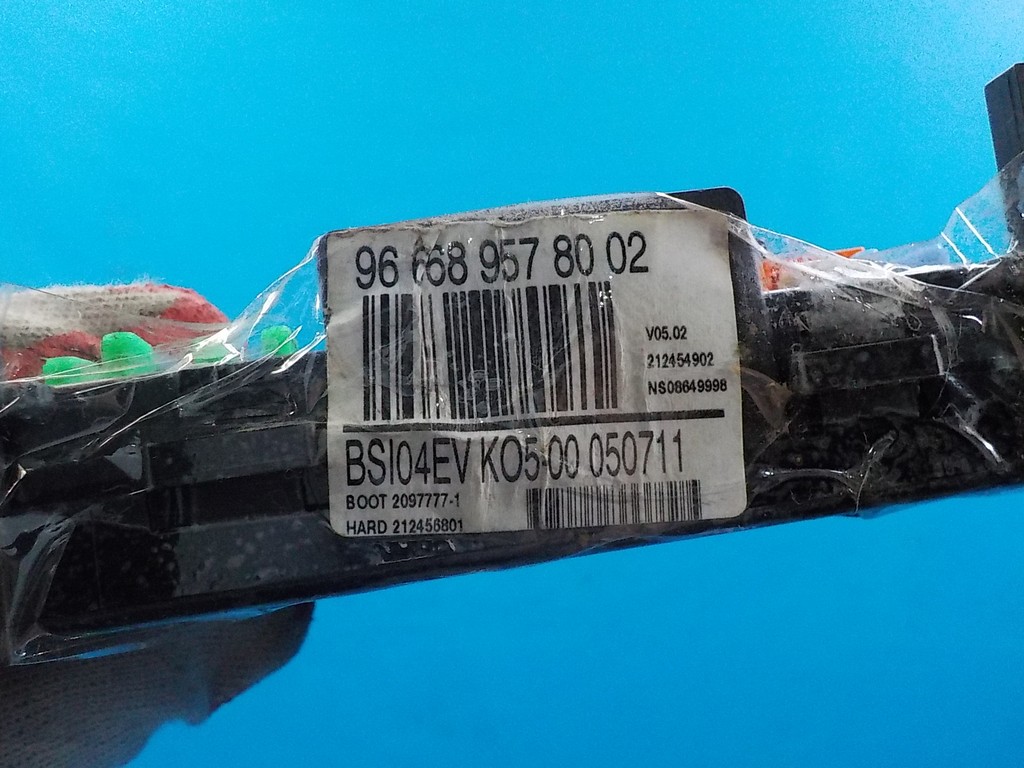 96 668 957 80 02
V05.02
212454902
NS08649998
BSI04EV KO5-00 050711
BOOT 2097777-1
HARD 212456801